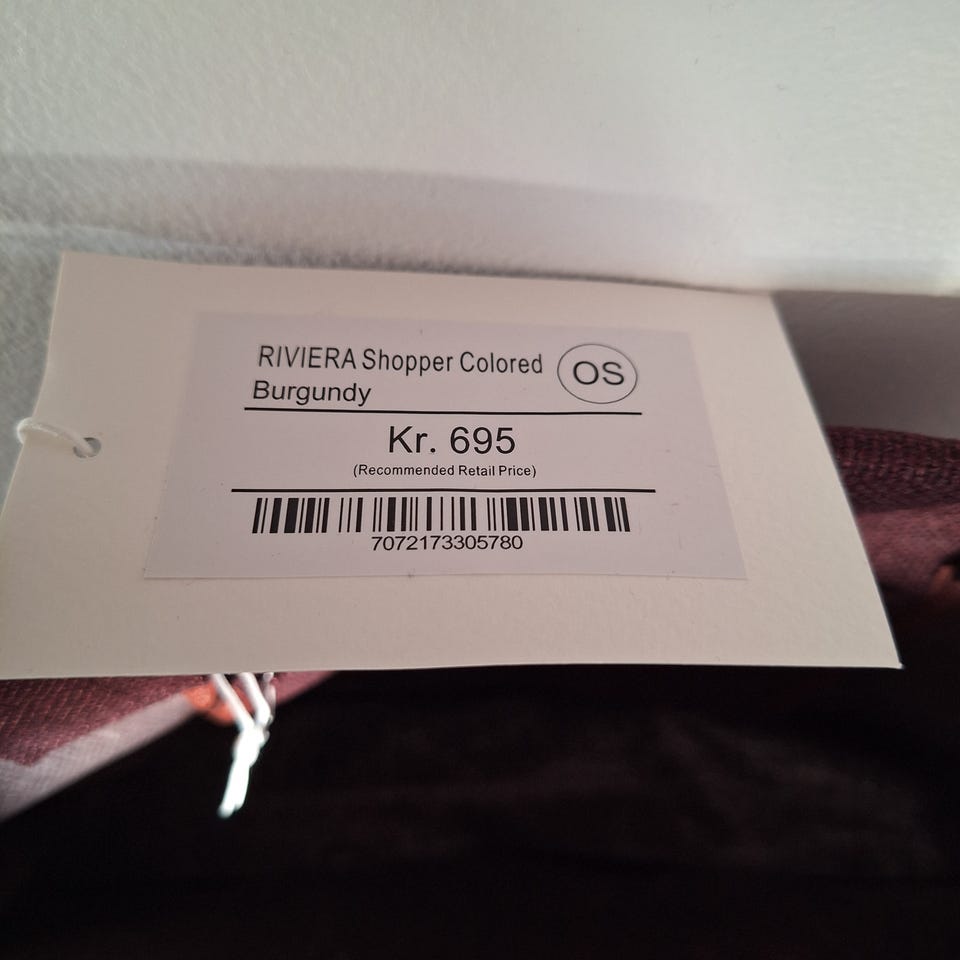 RIVIERA Shopper Colored
Burgundy
OS
Kr. 695
(Recommended Retail Price)
7072173305780